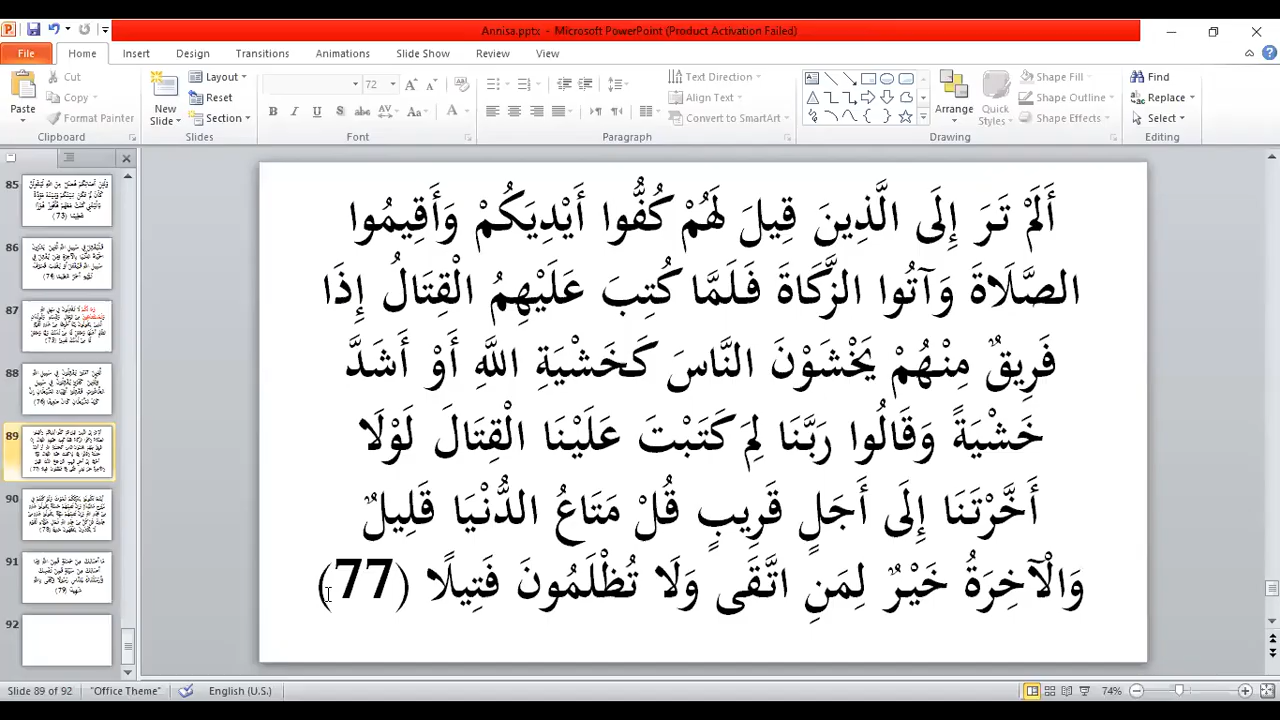 Annisa.pptx - Microsoft PowerPoint (Product Activation Failed)
File Home Insert Design Transitions Animations Slide Show Review View
Paste Cut Copy Format Painter
New Slide Layout Reset Section
72
Text Direction Align Text Convert to SmartArt
Arrange Quick Styles Shape Fill Shape Outline Shape Effects
Find Replace Select
Clipboard Slides Font Paragraph Drawing Editing
85
86
87
88
89
90
91
92
أَلَمْ تَرَ إِلَى الَّذِينَ قِيلَ لَهُمْ كُفُّوا أَيْدِيَكُمْ وَأَقِيمُوا
الصَّلَاةَ وَآتُوا الزَّكَاةَ فَلَمَّا كُتِبَ عَلَيْهِمُ الْقِتَالُ إِذَا
فَرِيقٌ مِنْهُمْ يَخْشَوْنَ النَّاسَ كَخَشْيَةِ اللَّهِ أَوْ أَشَدَّ
خَشْيَةً وَقَالُوا رَبَّنَا لِمَ كَتَبْتَ عَلَيْنَا الْقِتَالَ لَوْلَا
أَخَّرْتَنَا إِلَى أَجَلٍ قَرِيبٍ قُلْ مَتَاعُ الدُّنْيَا قَلِيلٌ
وَالْآخِرَةُ خَيْرٌ لِمَنِ اتَّقَى وَلَا تُظْلَمُونَ فَتِيلًا (77)
Slide 89 of 92 "Office Theme" English (U.S.) 74%